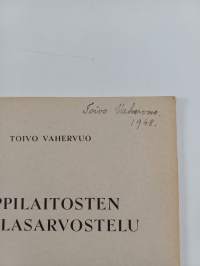 Toivo Vahervuo.
1948.
TOIVO VAHERVUO
PPILAITOSTEN
LASARVOSTELU